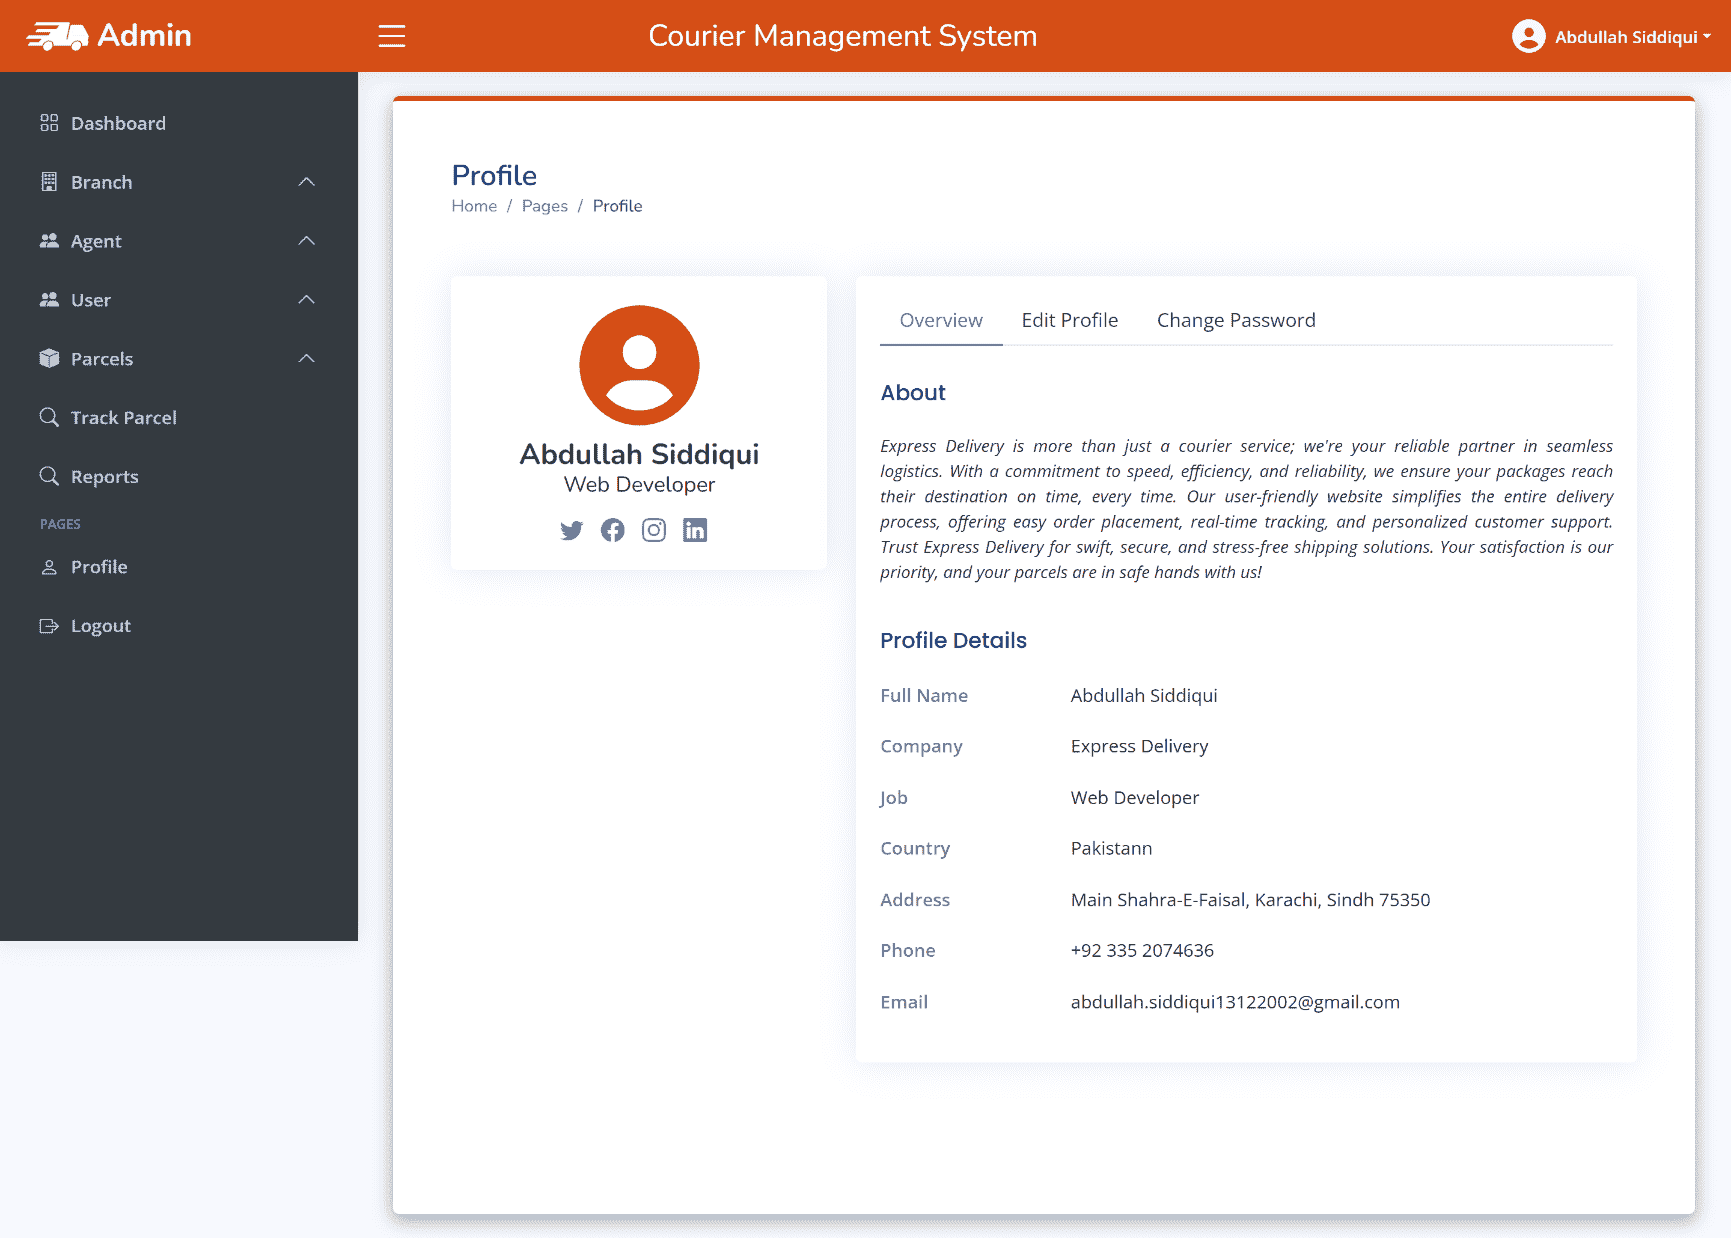 Admin
Courier Management System
Abdullah Siddiqui
Dashboard
Branch
Agent
User
Parcels
Track Parcel
Reports
PAGES
Profile
Logout
Profile
Home / Pages / Profile
Abdullah Siddiqui
Web Developer
Overview Edit Profile Change Password
About
Express Delivery is more than just a courier service; we're your reliable partner in seamless
logistics. With a commitment to speed, efficiency, and reliability, we ensure your packages reach
their destination on time, every time. Our user-friendly website simplifies the entire delivery
process, offering easy order placement, real-time tracking, and personalized customer support.
Trust Express Delivery for swift, secure, and stress-free shipping solutions. Your satisfaction is our
priority, and your parcels are in safe hands with us!
Profile Details
Full Name Abdullah Siddiqui
Company Express Delivery
Job Web Developer
Country Pakistann
Address Main Shahra-E-Faisal, Karachi, Sindh 75350
Phone +92 335 2074636
Email abdullah.siddiqui13122002@gmail.com